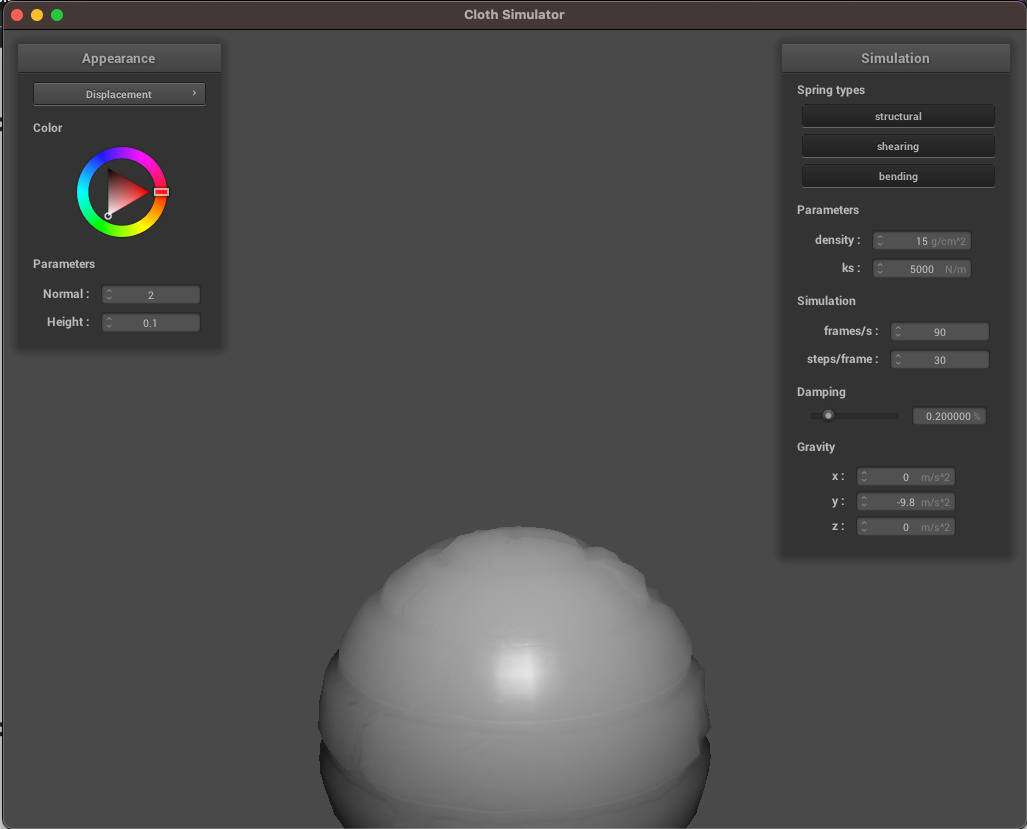 Cloth Simulator
Appearance
Displacement
Color
Parameters
Normal : 2
Height : 0.1
Simulation
Spring types
structural
shearing
bending
Parameters
density : 15 g/cm^2
ks : 5000 N/m
Simulation
frames/s : 90
steps/frame : 30
Damping
0.200000 %
Gravity
x : 0 m/s^2
y : -9.8 m/s^2
z : 0 m/s^2